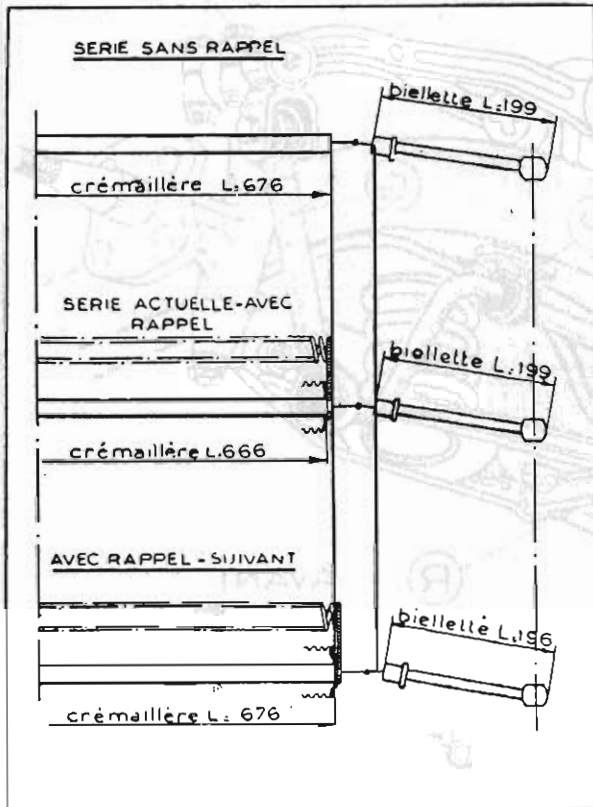 SERIE SANS RAPPEL
biellette L:199
crémaillère L:676
SERIE ACTUELLE-AVEC
RAPPEL
biellette L:199
crémaillère L.666
AVEC RAPPEL - SUIVANT
biellette L.196
crémaillère L: 676